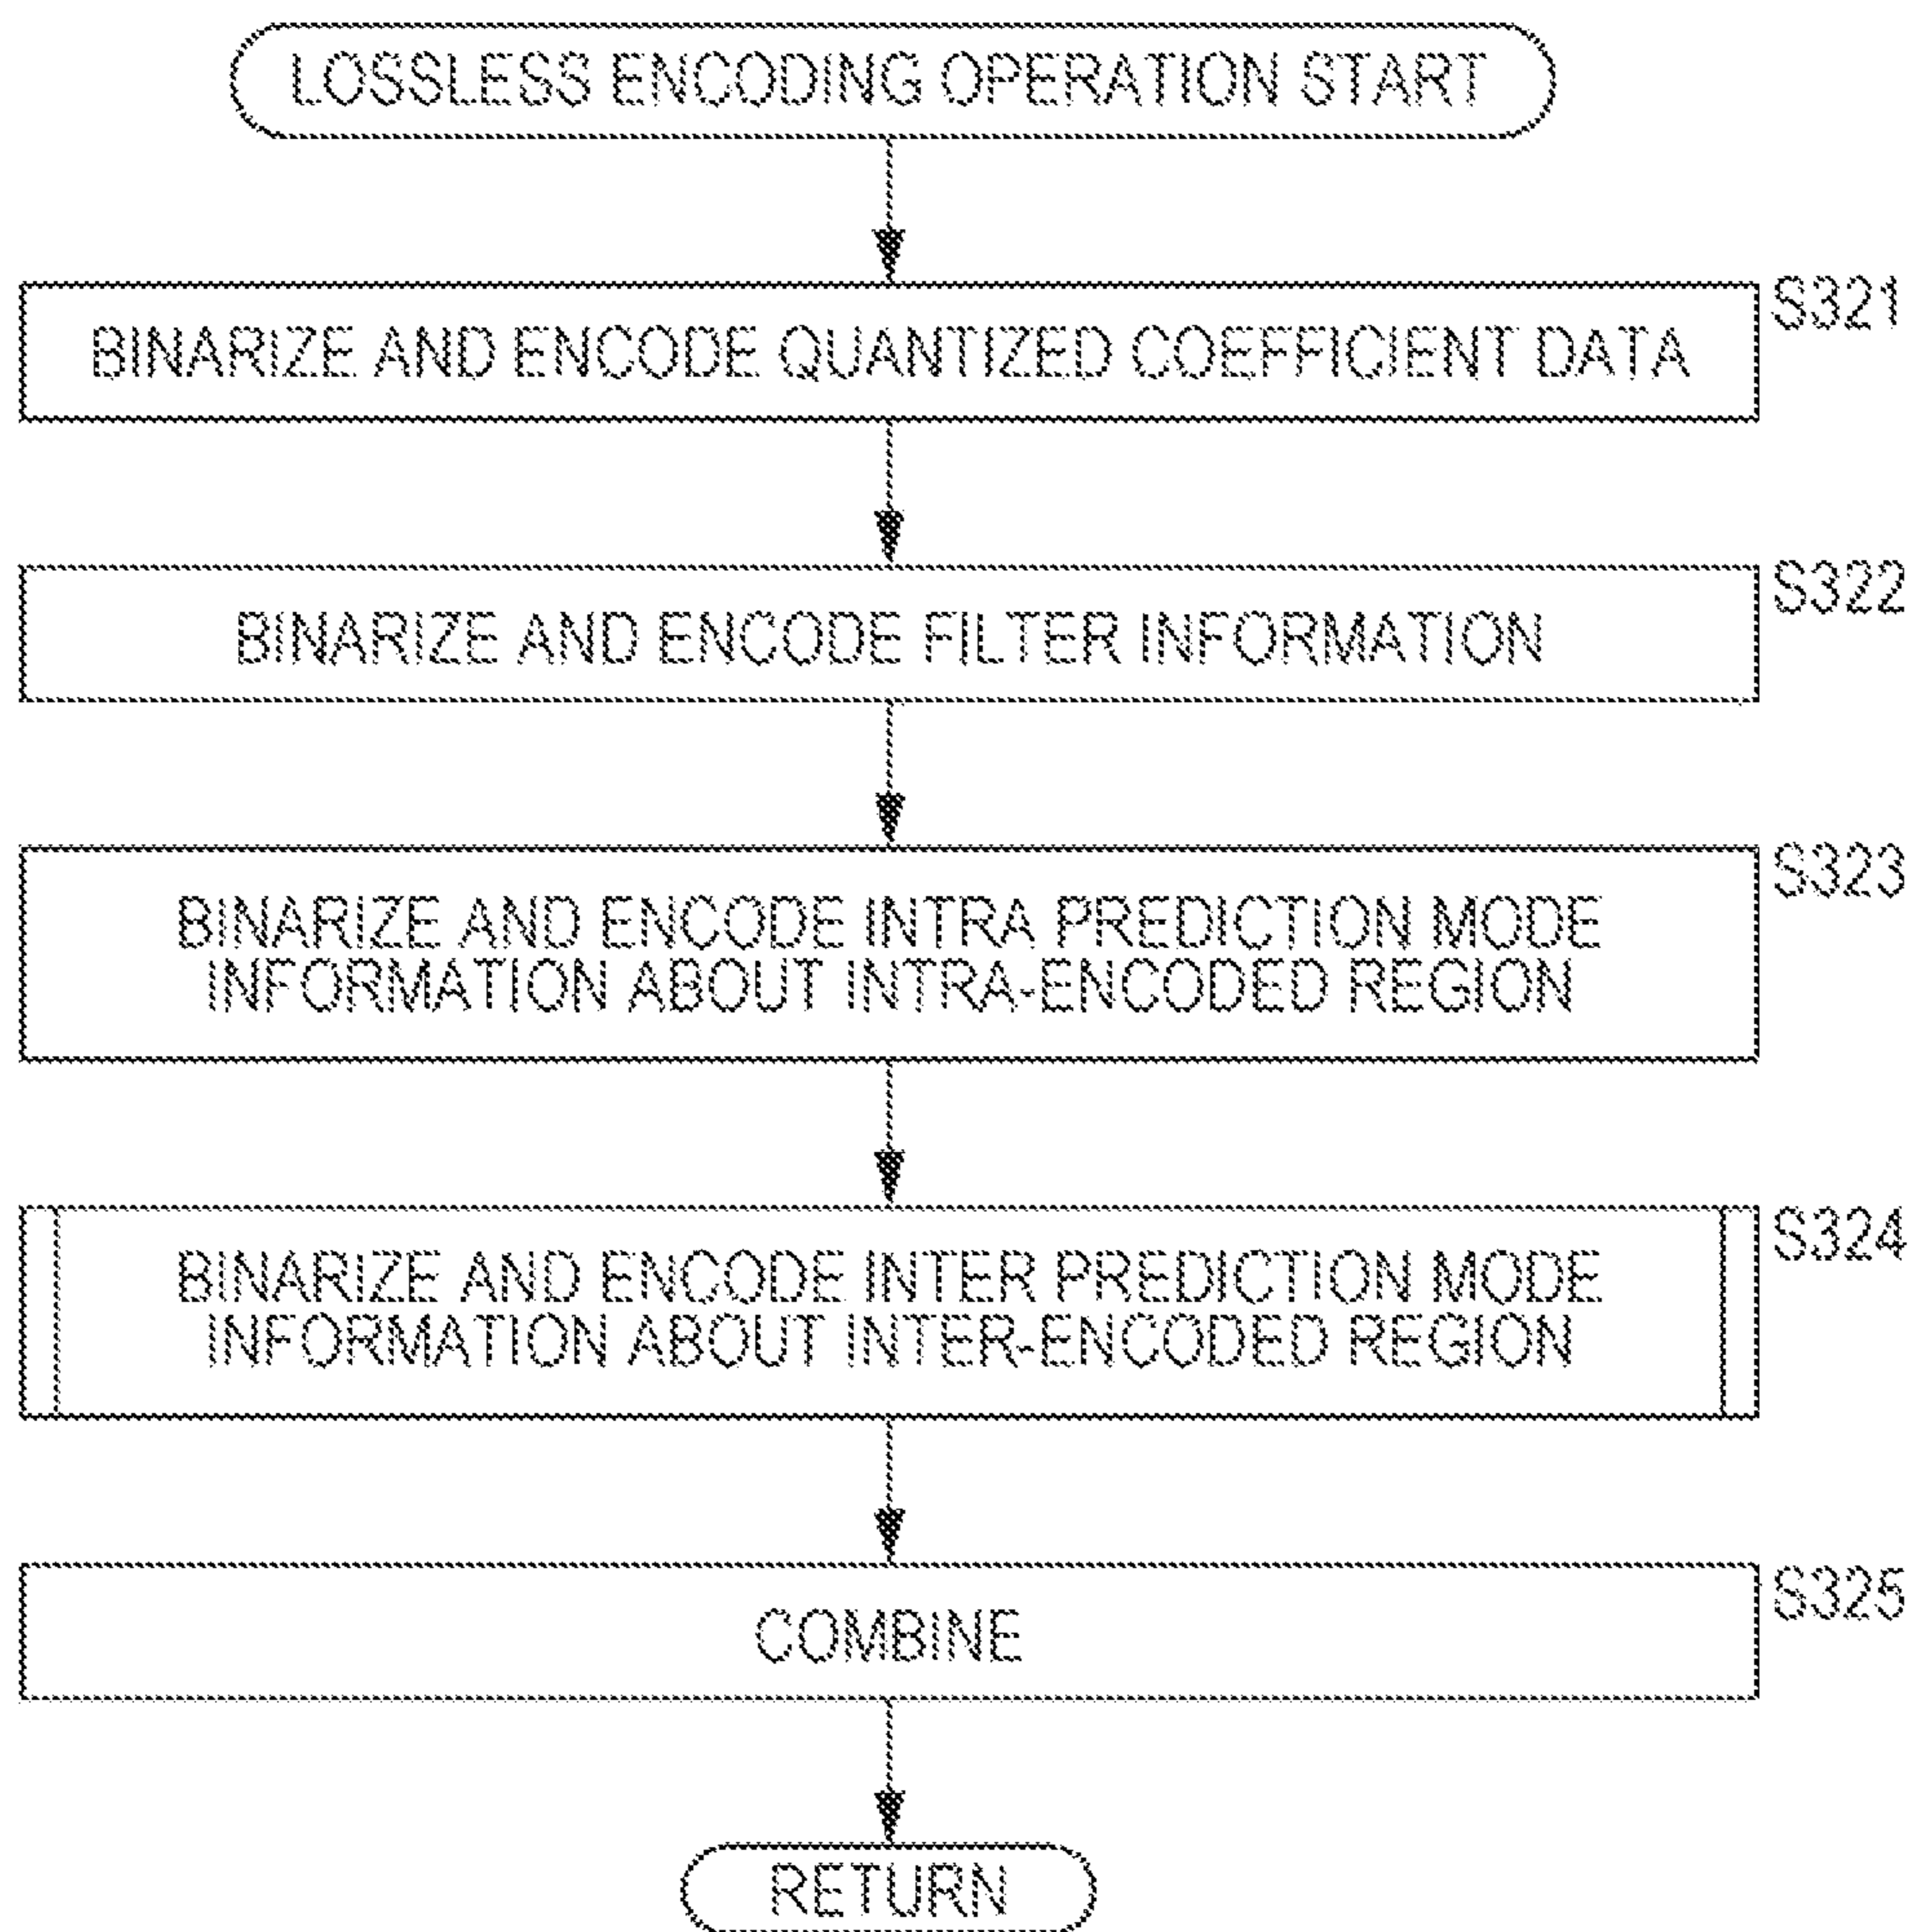 LOSSLESS ENCODING OPERATION START
S321
BINARIZE AND ENCODE QUANTIZED COEFFICIENT DATA
S322
BINARIZE AND ENCODE FILTER INFORMATION
S323
BINARIZE AND ENCODE INTRA PREDICTION MODE
INFORMATION ABOUT INTRA-ENCODED REGION
S324
BINARIZE AND ENCODE INTER PREDICTION MODE
INFORMATION ABOUT INTER-ENCODED REGION
S325
COMBINE
RETURN